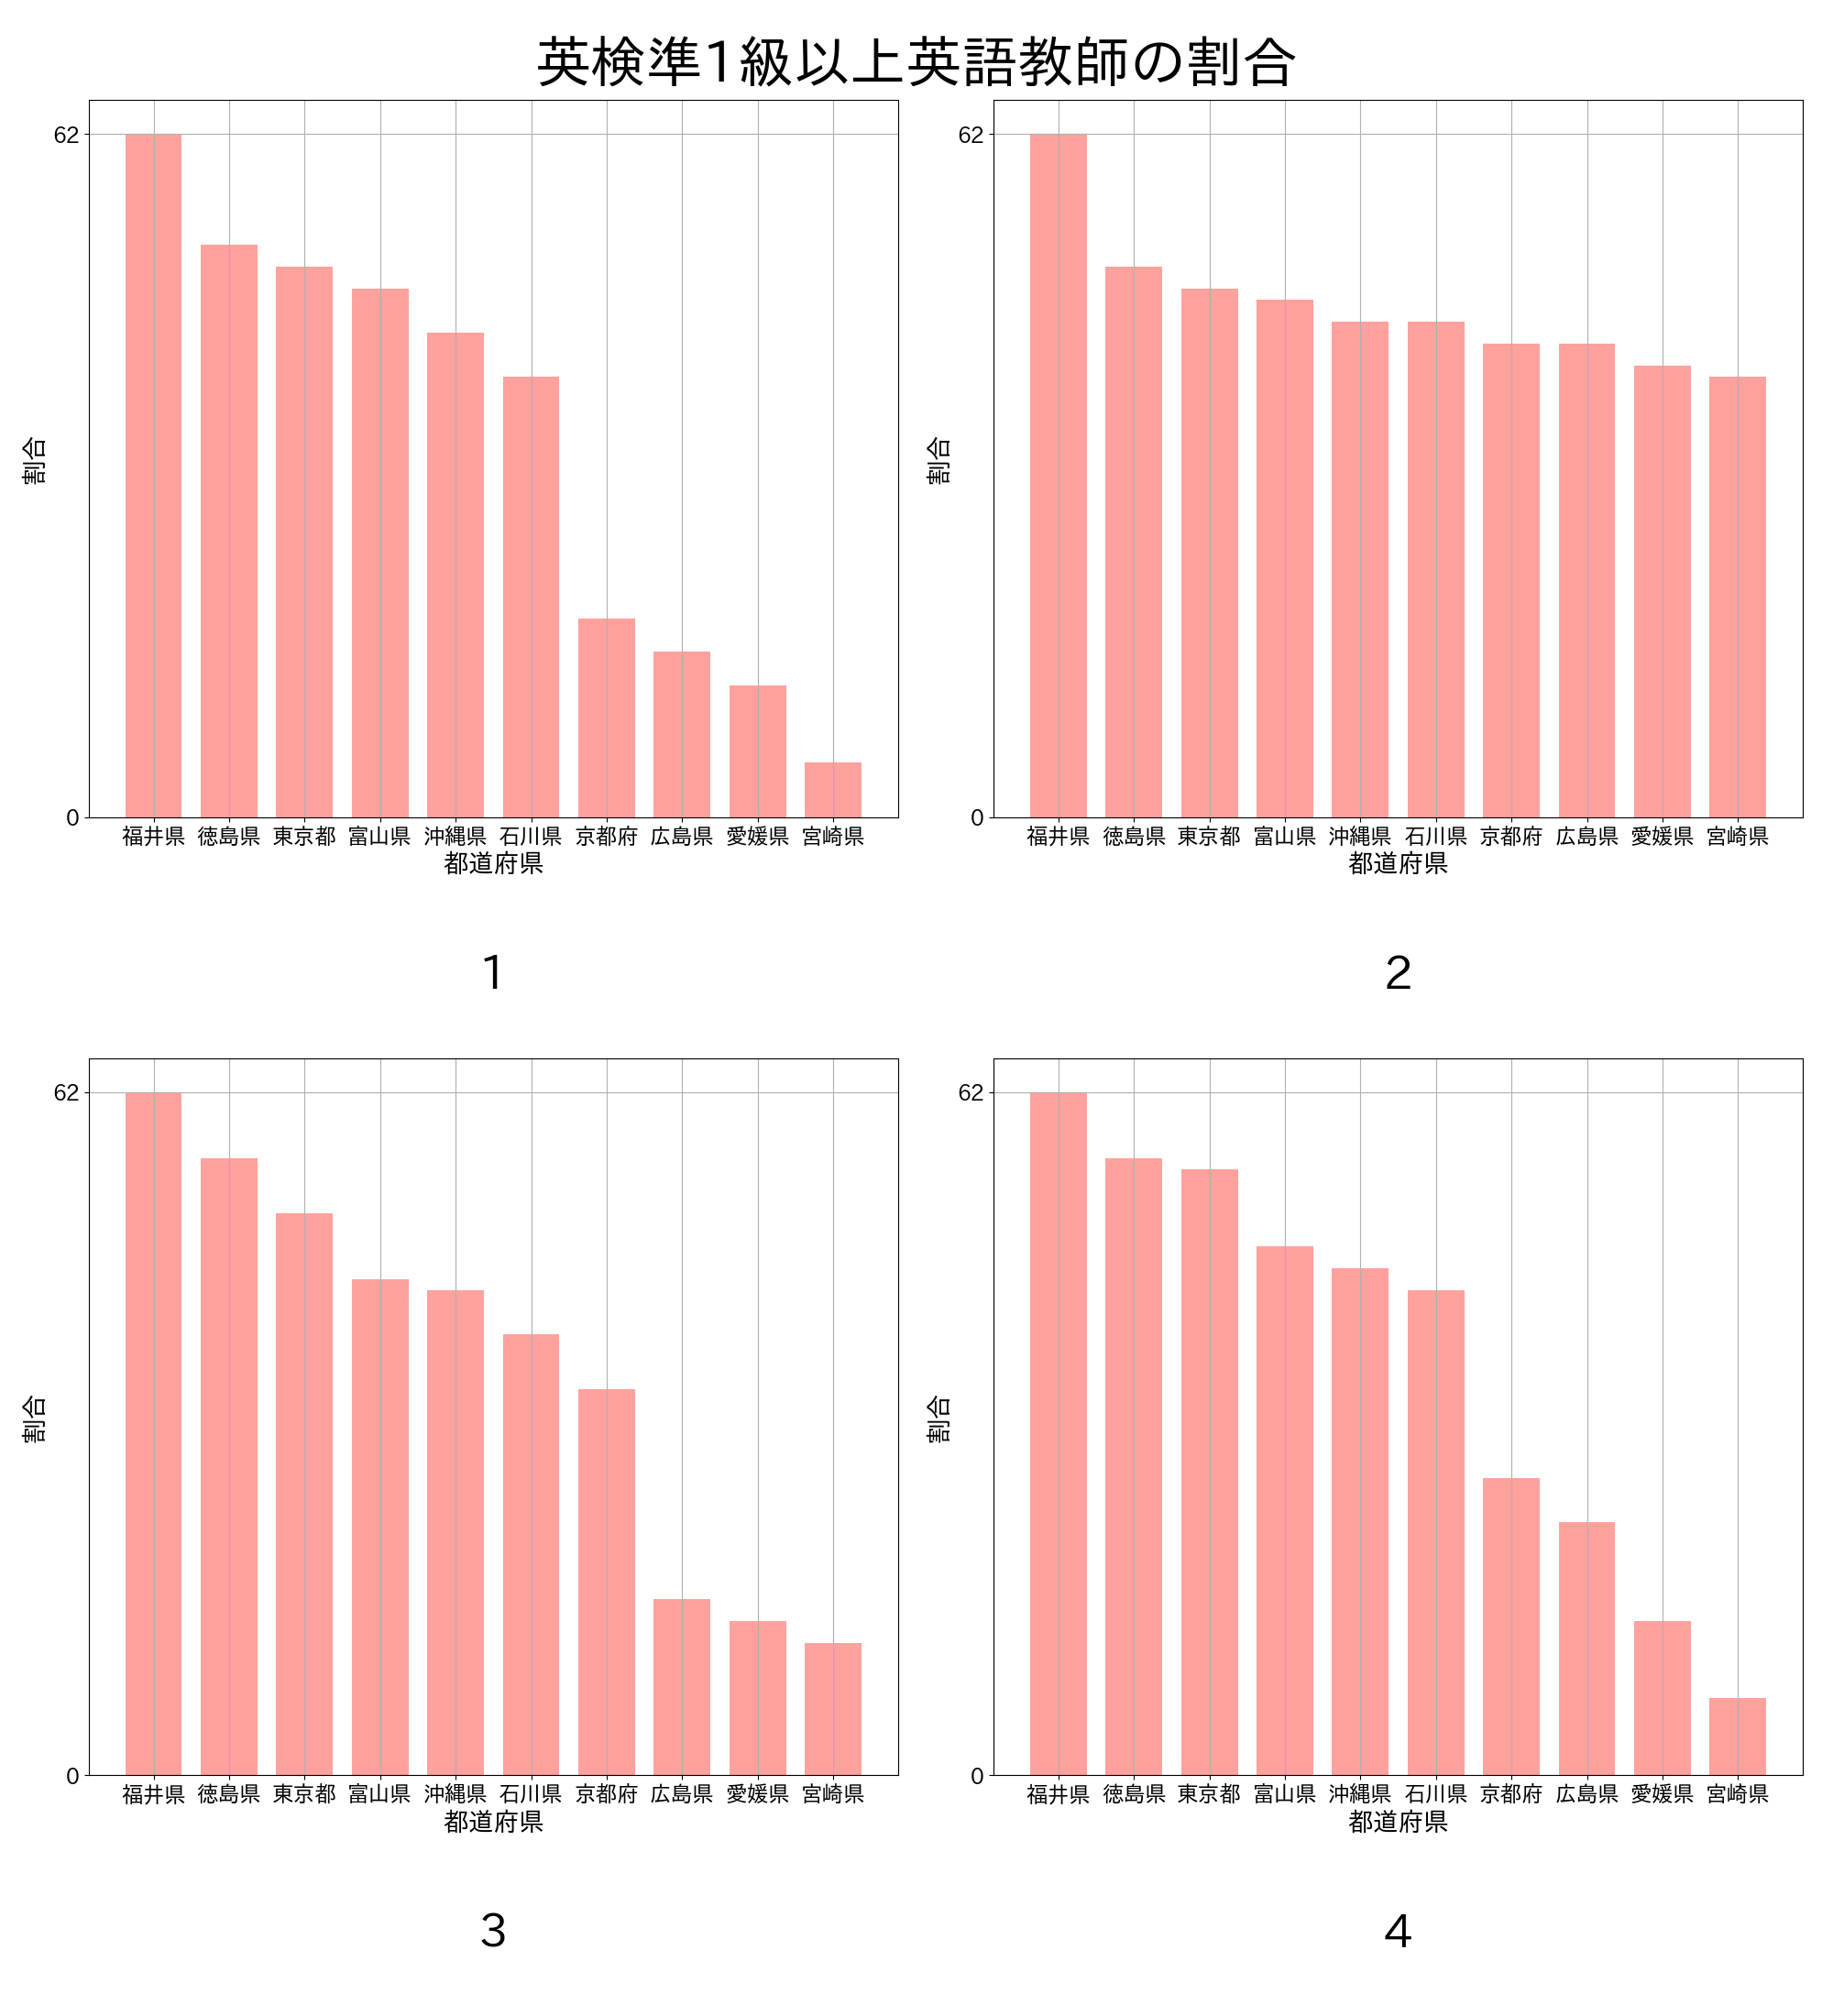 英検準1級以上英語教師の割合
62
0
割合
福井県 徳島県 東京都 富山県 沖縄県 石川県 京都府 広島県 愛媛県 宮崎県
都道府県
1
62
0
割合
福井県 徳島県 東京都 富山県 沖縄県 石川県 京都府 広島県 愛媛県 宮崎県
都道府県
2
62
0
割合
福井県 徳島県 東京都 富山県 沖縄県 石川県 京都府 広島県 愛媛県 宮崎県
都道府県
3
62
0
割合
福井県 徳島県 東京都 富山県 沖縄県 石川県 京都府 広島県 愛媛県 宮崎県
都道府県
4